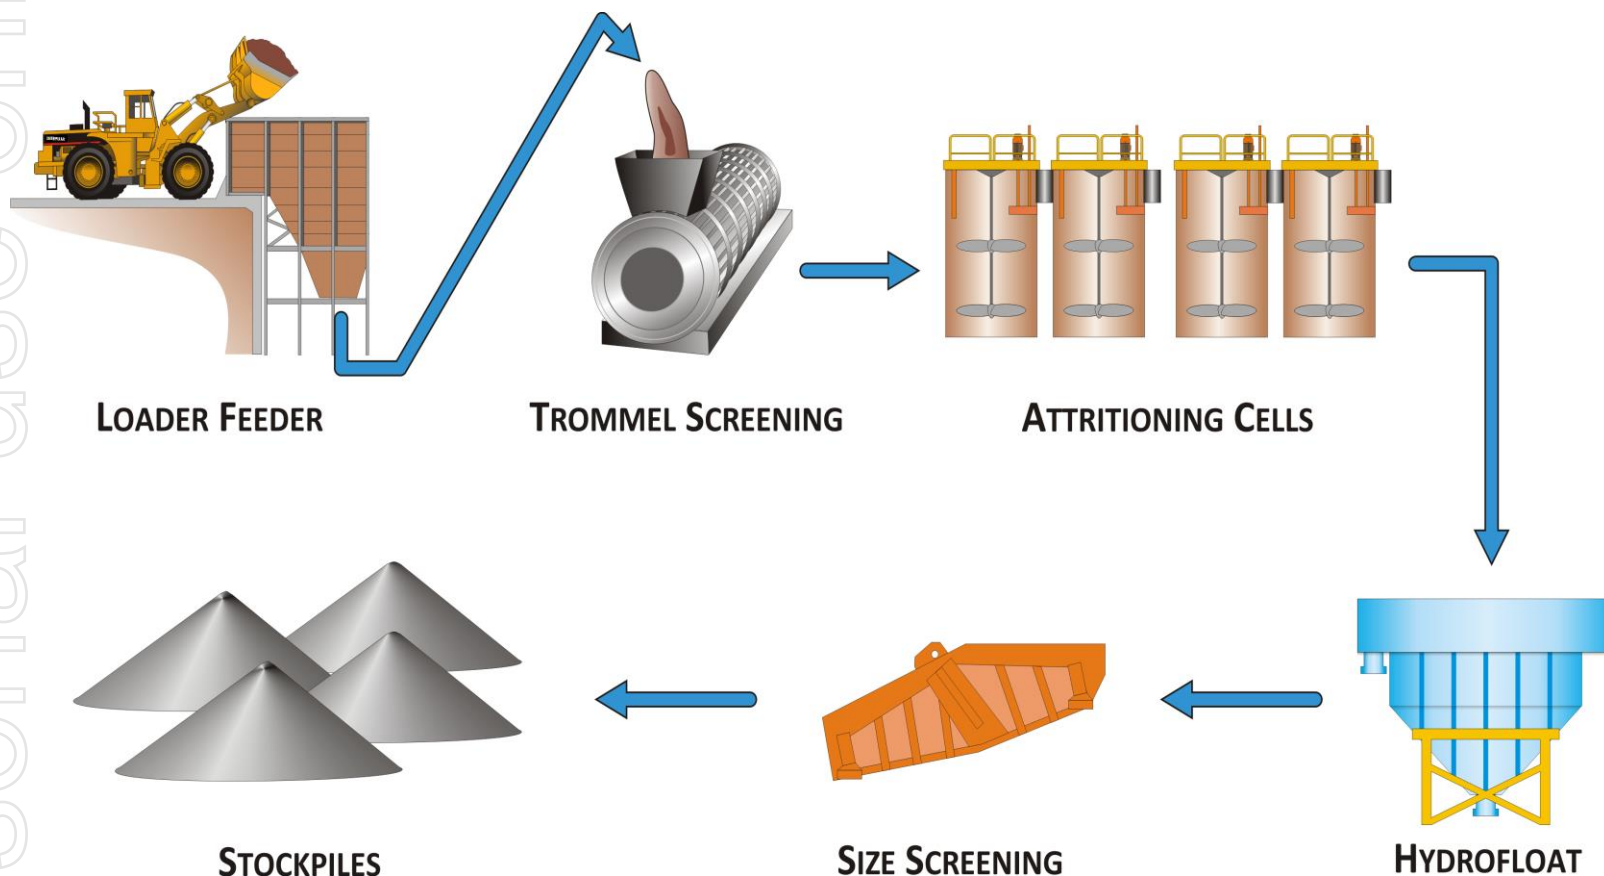 LOADER FEEDER
TROMMEL SCREENING
ATTRITIONING CELLS
STOCKPILES
SIZE SCREENING
HYDROFLOAT